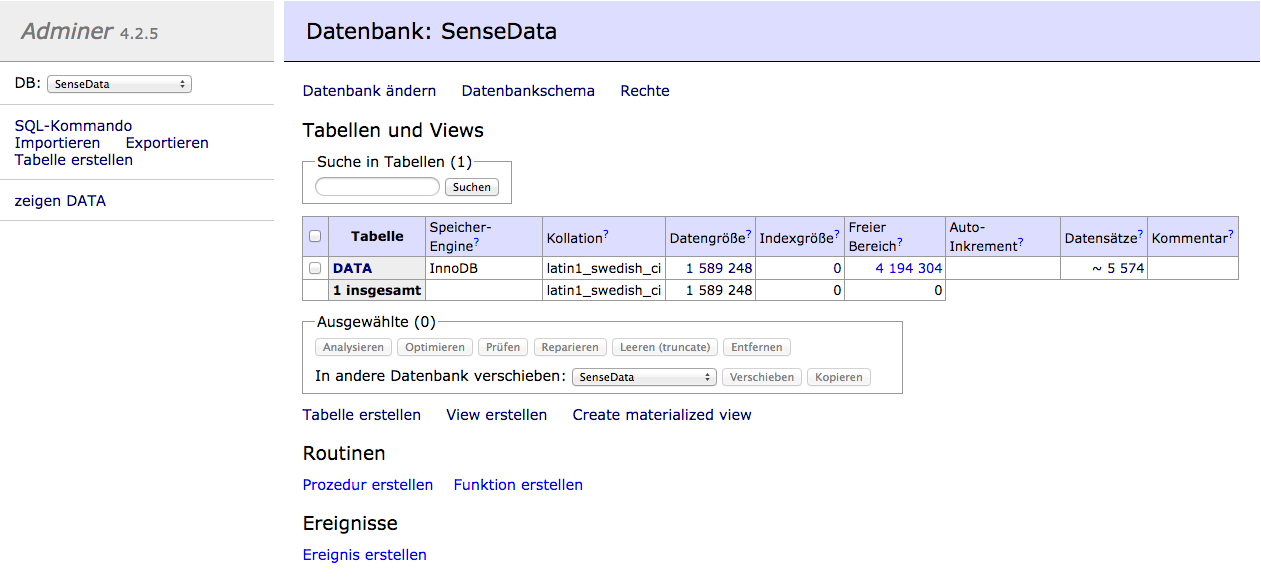 Adminer 4.2.5
DB: SenseData
SQL-Kommando
Importieren Exportieren
Tabelle erstellen
zeigen DATA
Datenbank: SenseData
Datenbank ändern Datenbankschema Rechte
Tabellen und Views
Suche in Tabellen (1)
Suchen
Tabelle Speicher-Engine? Kollation? Datengröße? Indexgröße? Freier Bereich? Auto-Inkrement? Datensätze? Kommentar?
DATA InnoDB latin1_swedish_ci 1 589 248 0 4 194 304 ~ 5 574
1 insgesamt latin1_swedish_ci 1 589 248 0 0
Ausgewählte (0)
Analysieren Optimieren Prüfen Reparieren Leeren (truncate) Entfernen
In andere Datenbank verschieben: SenseData Verschieben Kopieren
Tabelle erstellen View erstellen Create materialized view
Routinen
Prozedur erstellen Funktion erstellen
Ereignisse
Ereignis erstellen